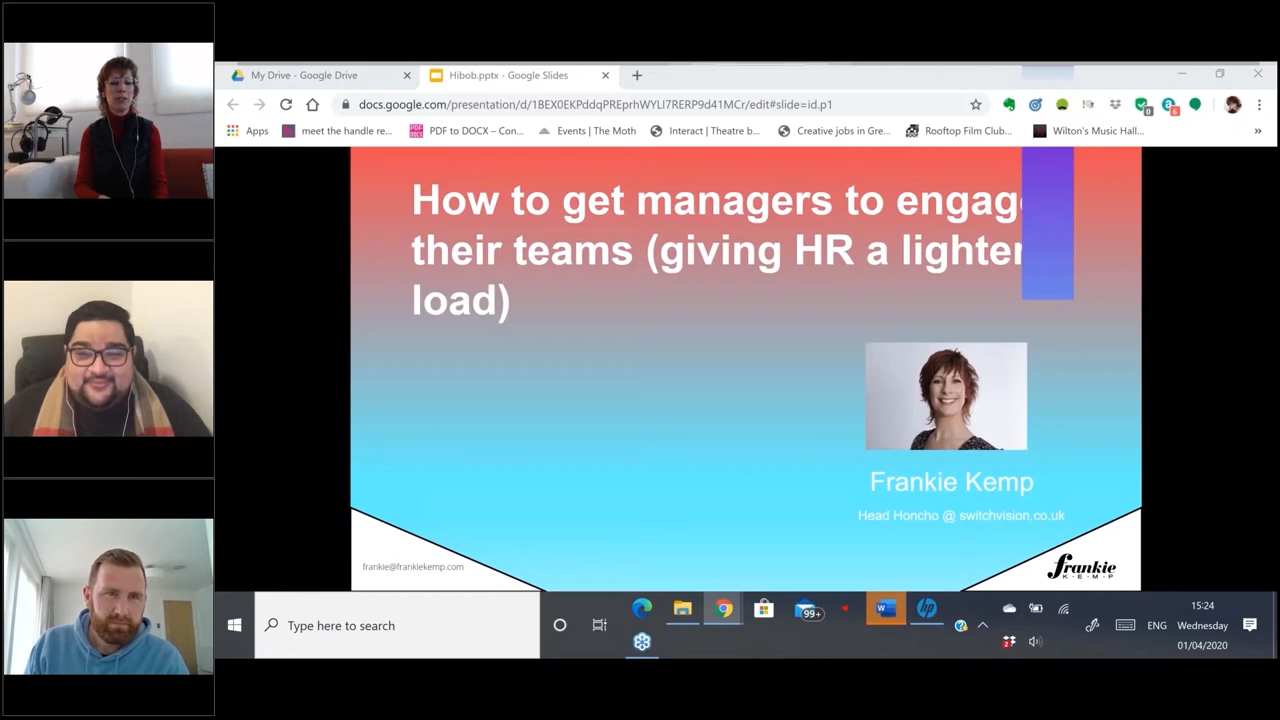 My Drive - Google Drive
Hibob.pptx - Google Slides
docs.google.com/presentation/d/1BEX0EKPddqPREprhWYLI7RERP9d41MCr/edit#slide=id.p1
0
6
Apps
meet the handle re...
PDF to DOCX – Con...
Events | The Moth
Interact | Theatre b...
Creative jobs in Gre...
Rooftop Film Club...
Wilton's Music Hall...
How to get managers to engag
their teams (giving HR a lighter
load)
Frankie Kemp
Head Honcho @ switchvision.co.uk
frankie@frankiekemp.com
frankie
KEMP
Type here to search
99+
15:24
ENG
Wednesday
2
01/04/2020